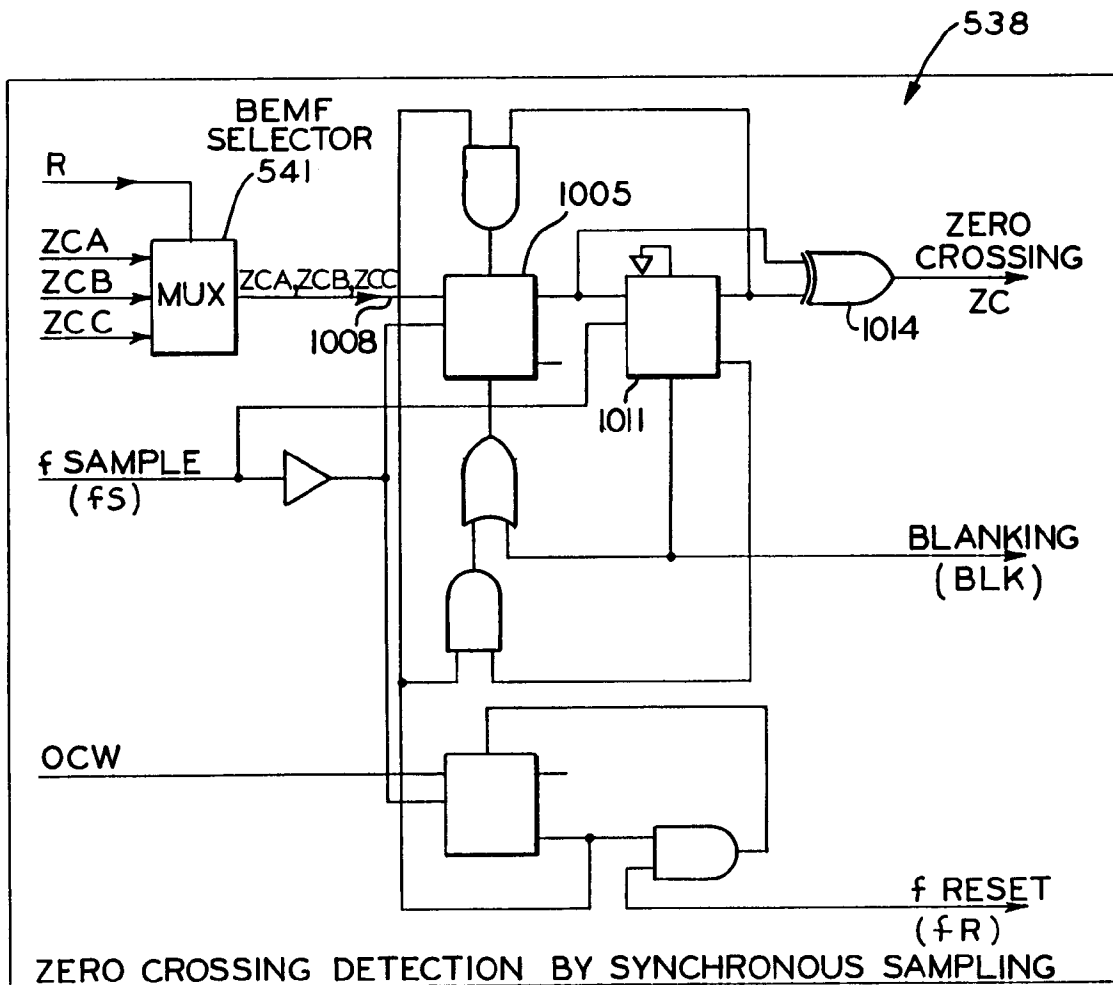 538
BEMF
SELECTOR
541
R
1005
ZCA
ZCB
ZCC
MUX
ZCA,ZCB,ZCC
1008
ZERO
CROSSING
ZC
1014
1011
f SAMPLE
(fS)
BLANKING
(BLK)
OCW
f RESET
(fR)
ZERO CROSSING DETECTION BY SYNCHRONOUS SAMPLING